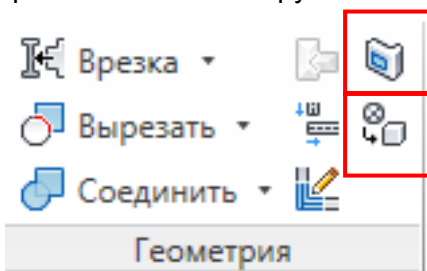 Врезка
Вырезать
Соединить
Геометрия